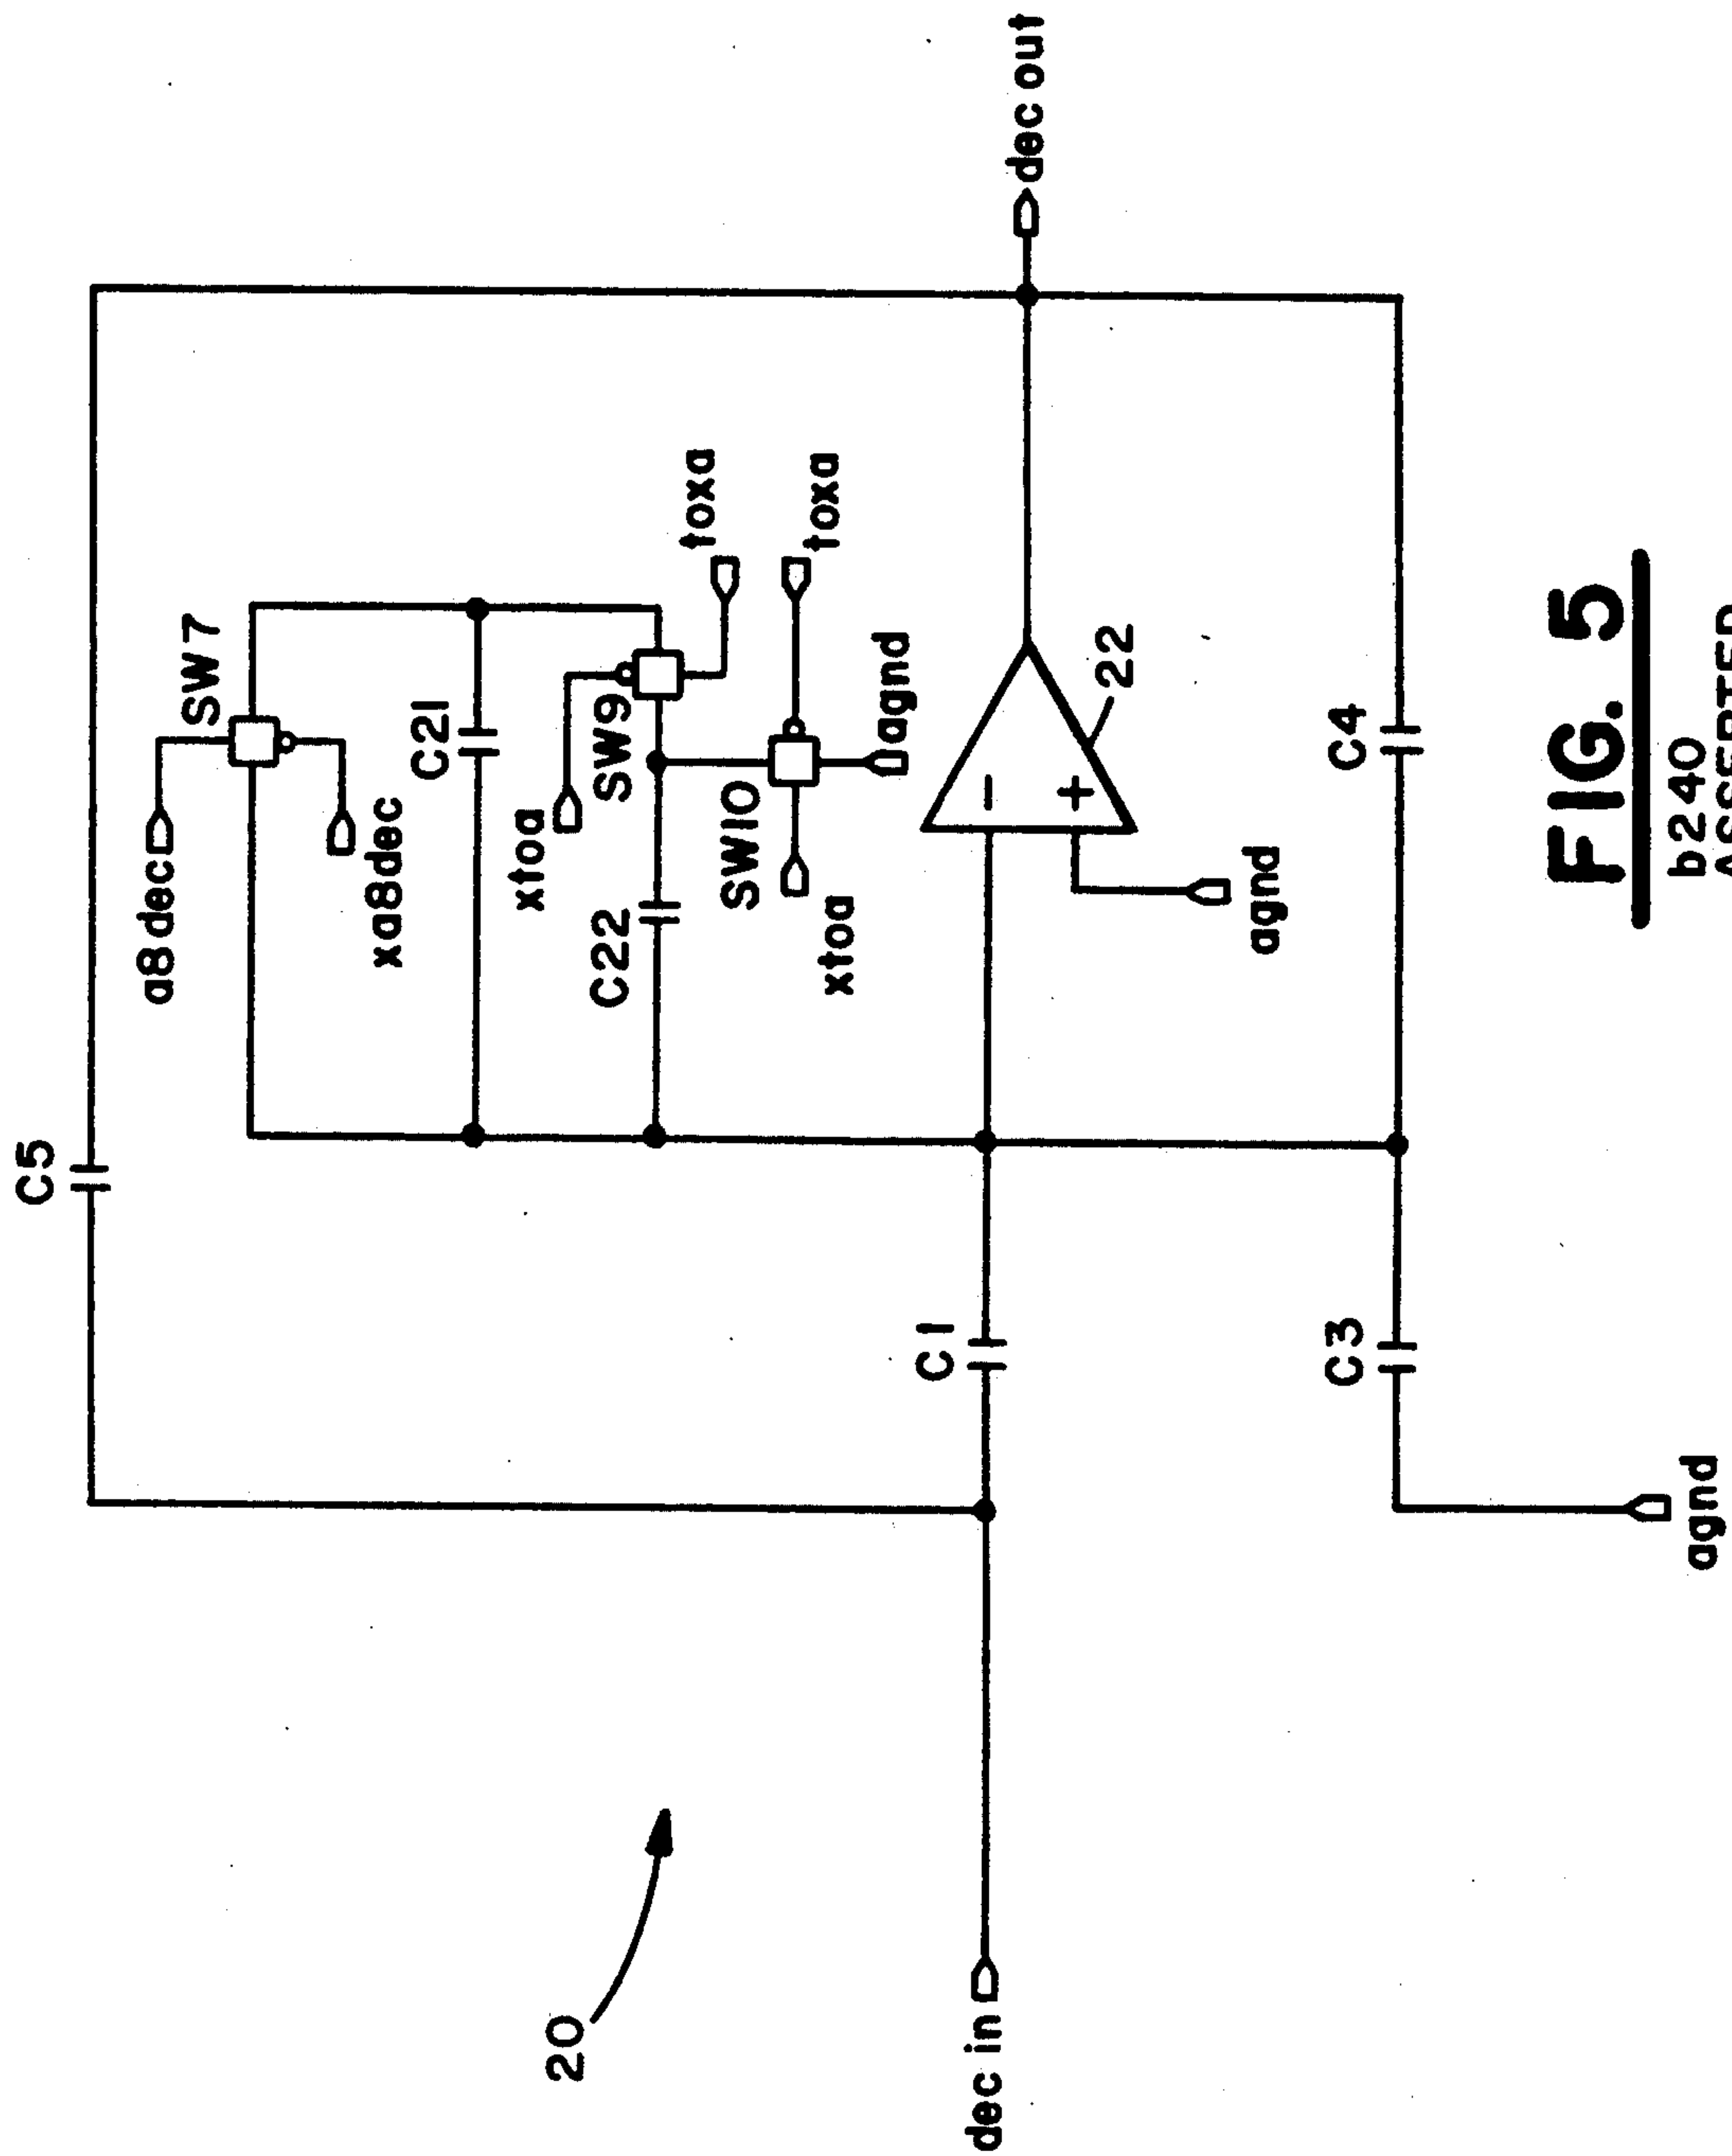 C5
SW7
a8dec
xa8dec
C21
xtoa
SW9
toxa
C22
SW10
toxa
xtoa
agnd
20
dec in
C1
-
+
22
dec out
agnd
C3
C4
agnd
FIG. 5
b240
ASSERTED